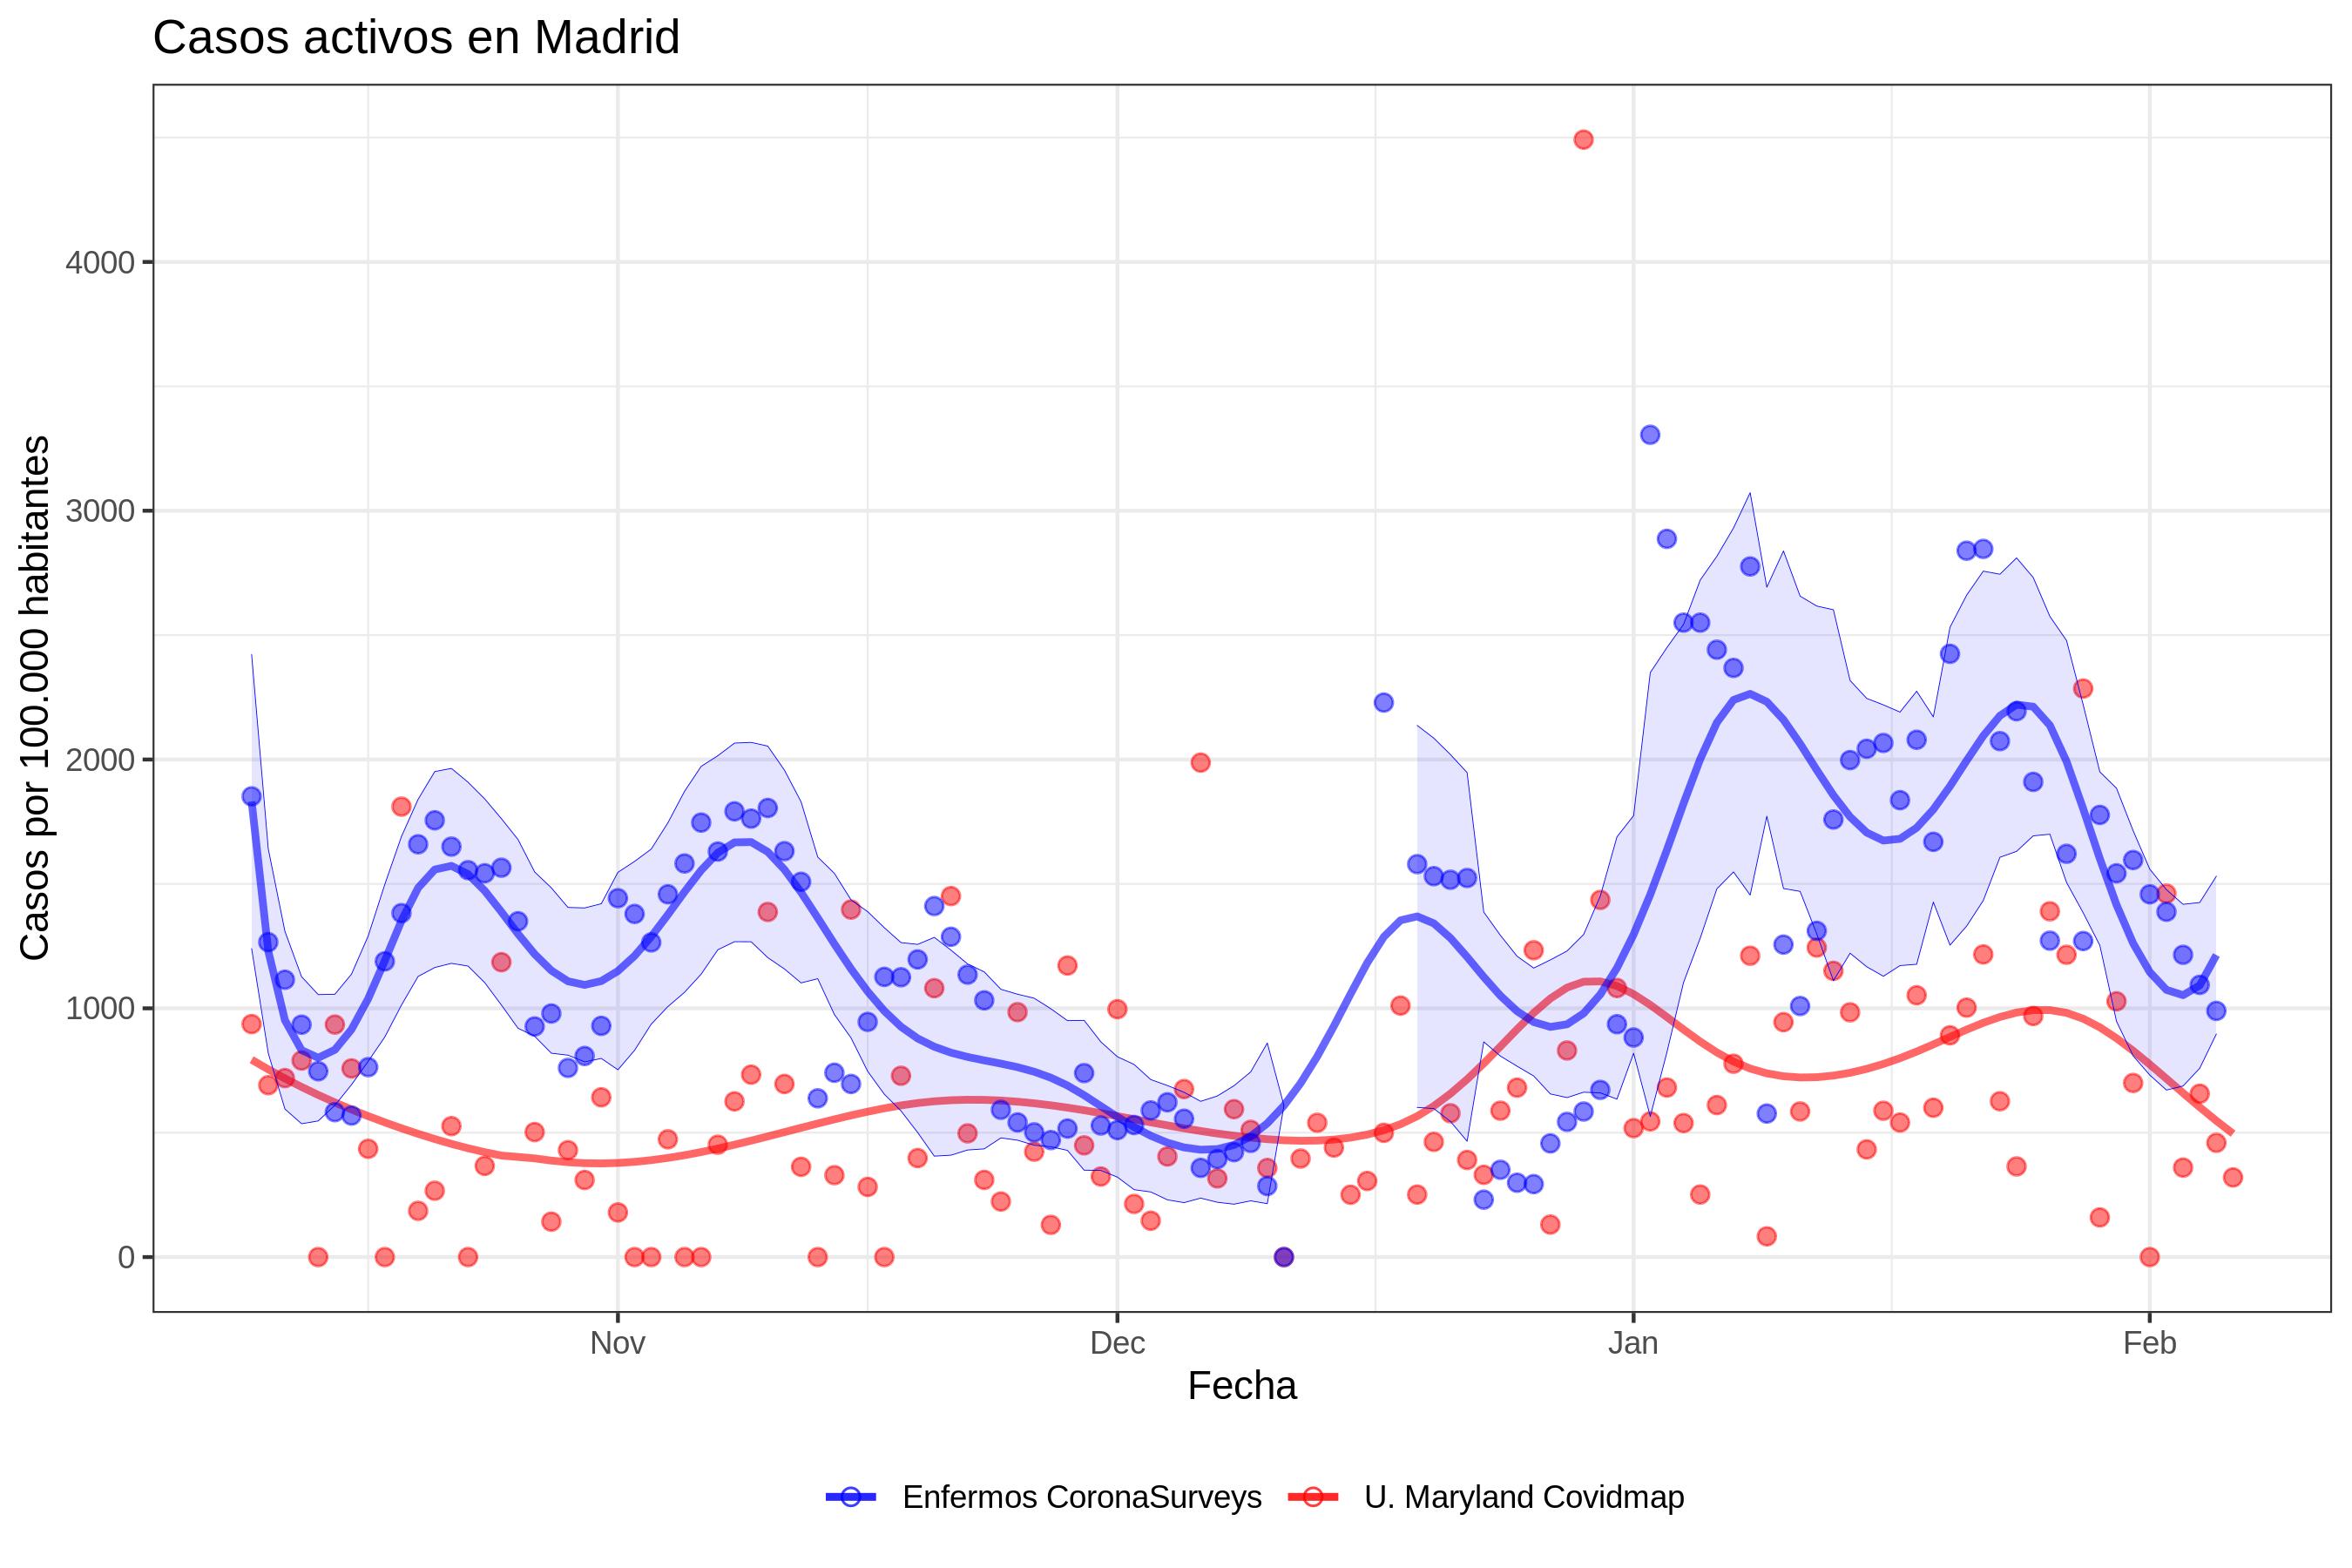 Casos activos en Madrid
Casos por 100.000 habitantes
4000
3000
2000
1000
0
Nov Dec Jan Feb
Fecha
Enfermos CoronaSurveys U. Maryland Covidmap